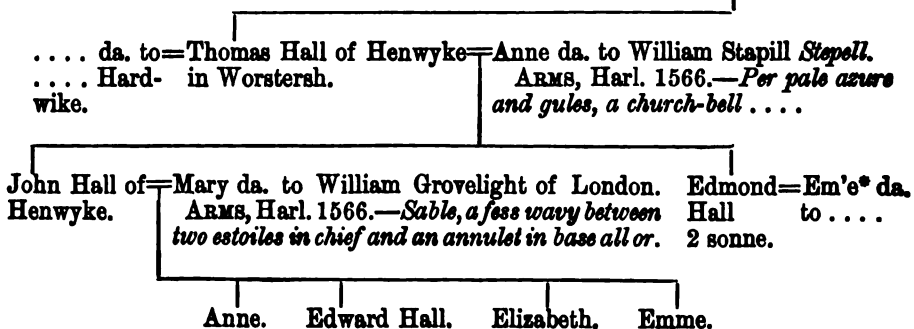 . . . . da. to=Thomas Hall of Henwyke=Anne da. to William Stapill Stepell.
. . . . Hard- in Worstersh. ARMS, Harl. 1566.—Per pale azure
wike. and gules, a church-bell . . . .
John Hall of=Mary da. to William Grovelight of London. Edmond=Em'e* da.
Henwyke. ARMS, Harl. 1566.—Sable, a fess wavy between Hall to . . . .
two estoiles in chief and an annulet in base all or. 2 sonne.
Anne. Edward Hall. Elizabeth. Emme.